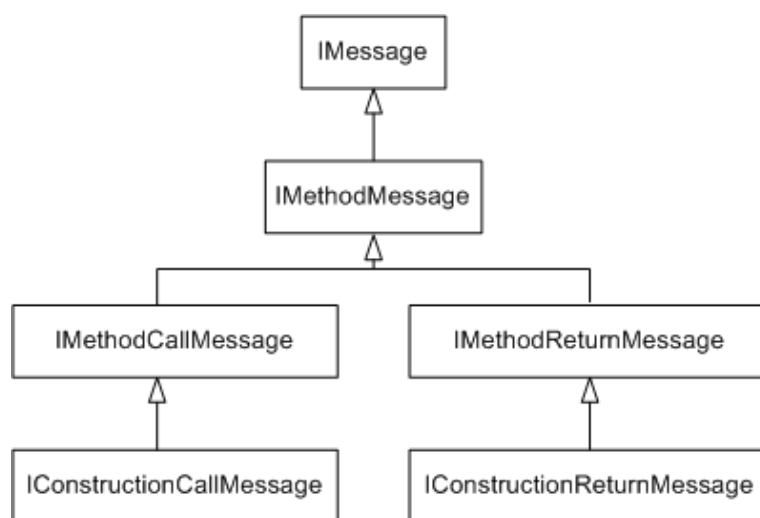 IMessage
IMethodMessage
IMethodCallMessage
IMethodReturnMessage
IConstructionCallMessage
IConstructionReturnMessage